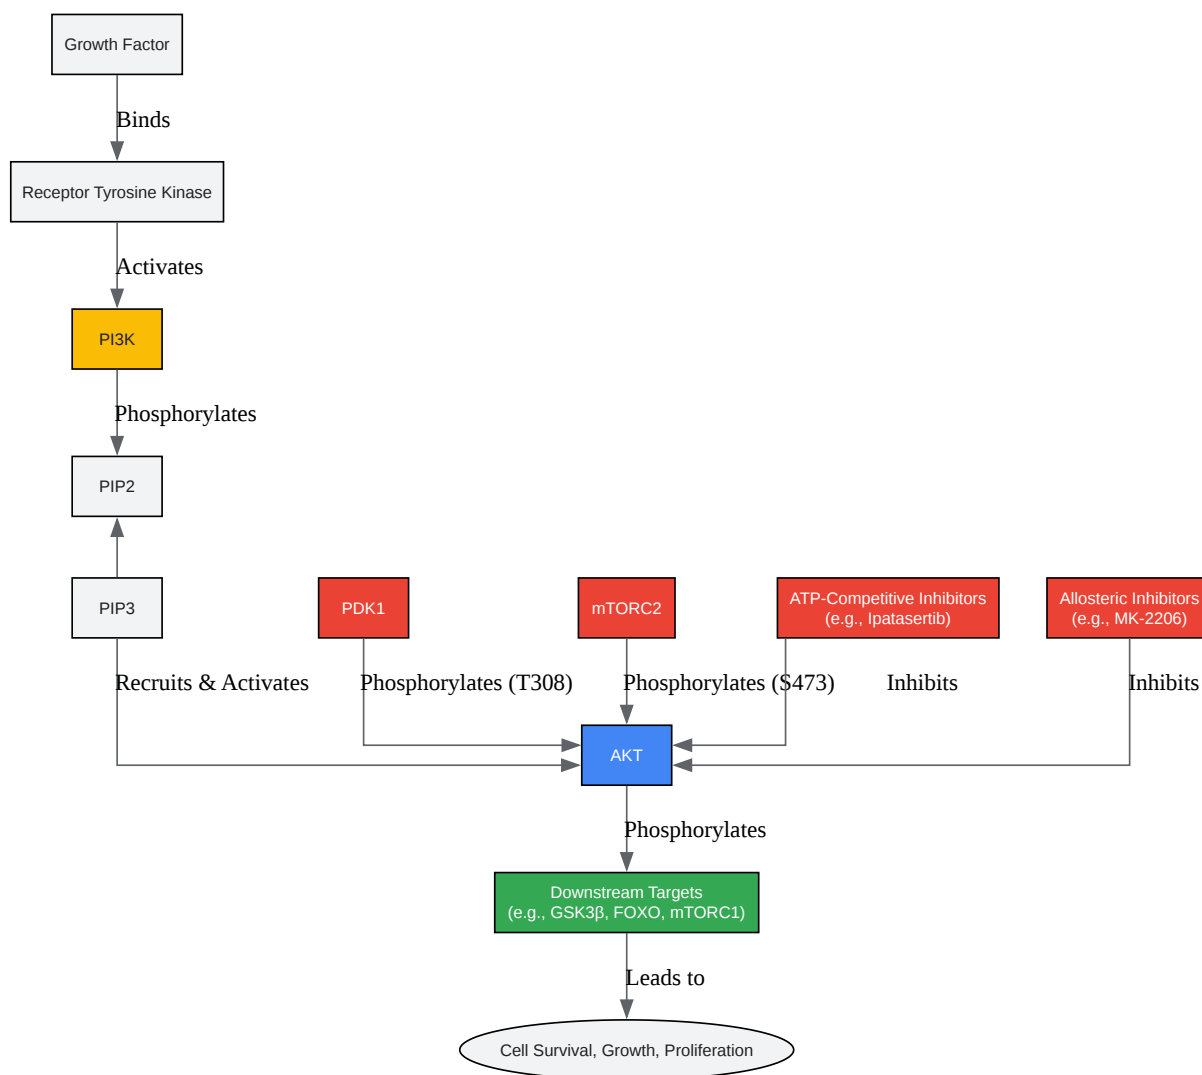 Growth Factor
Binds
Receptor Tyrosine Kinase
Activates
PI3K
Phosphorylates
PIP2
PIP3
PDK1
mTORC2
ATP-Competitive Inhibitors
(e.g., Ipatasertib)
Allosteric Inhibitors
(e.g., MK-2206)
Recruits & Activates
Phosphorylates (T308)
Phosphorylates (S473)
Inhibits
Inhibits
AKT
Phosphorylates
Downstream Targets
(e.g., GSK3β, FOXO, mTORC1)
Leads to
Cell Survival, Growth, Proliferation